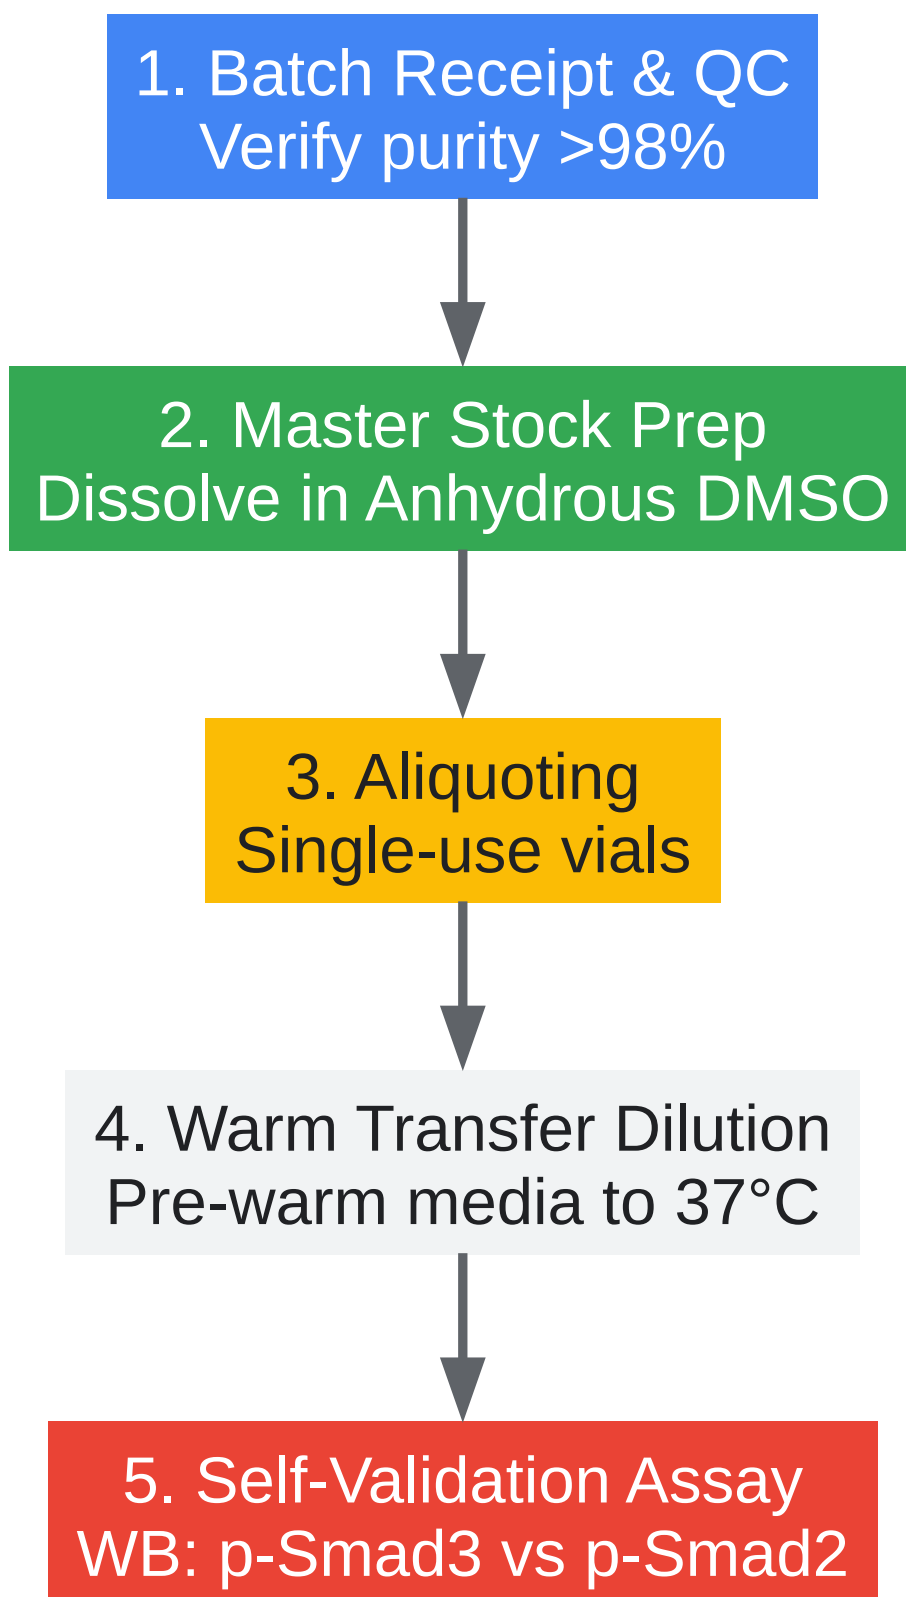 1. Batch Receipt & QC
Verify purity >98%
2. Master Stock Prep
Dissolve in Anhydrous DMSO
3. Aliquoting
Single-use vials
4. Warm Transfer Dilution
Pre-warm media to 37°C
5. Self-Validation Assay
WB: p-Smad3 vs p-Smad2